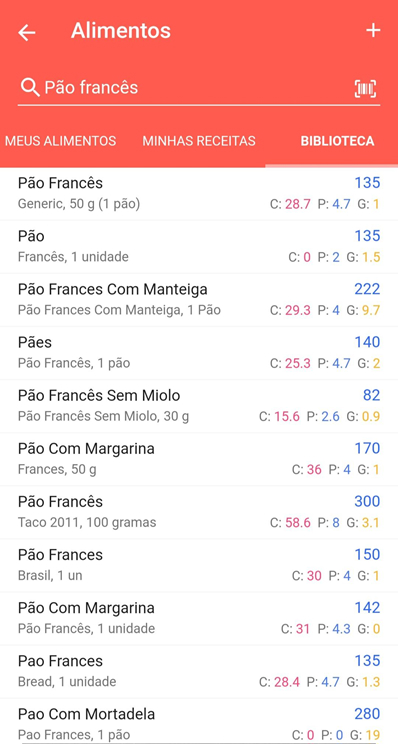 Alimentos
Pão francês
MEUS ALIMENTOS MINHAS RECEITAS BIBLIOTECA
Pão Francês 135
Generic, 50 g (1 pão) C: 28.7 P: 4.7 G: 1
Pão 135
Francês, 1 unidade C: 0 P: 2 G: 1.5
Pão Frances Com Manteiga 222
Pão Frances Com Manteiga, 1 Pão C: 29.3 P: 4 G: 9.7
Pães 140
Pão Francês, 1 pão C: 25.3 P: 4.7 G: 2
Pão Francês Sem Miolo 82
Pão Francês Sem Miolo, 30 g C: 15.6 P: 2.6 G: 0.9
Pão Com Margarina 170
Frances, 50 g C: 36 P: 4 G: 1
Pão Francês 300
Taco 2011, 100 gramas C: 58.6 P: 8 G: 3.1
Pão Frances 150
Brasil, 1 un C: 30 P: 4 G: 1
Pão Com Margarina 142
Pão Francês, 1 unidade C: 31 P: 4.3 G: 0
Pao Frances 135
Bread, 1 unidade C: 28.4 P: 4.7 G: 1.3
Pao Com Mortadela 280
Pao Frances, 1 pão C: 0 P: 0 G: 19